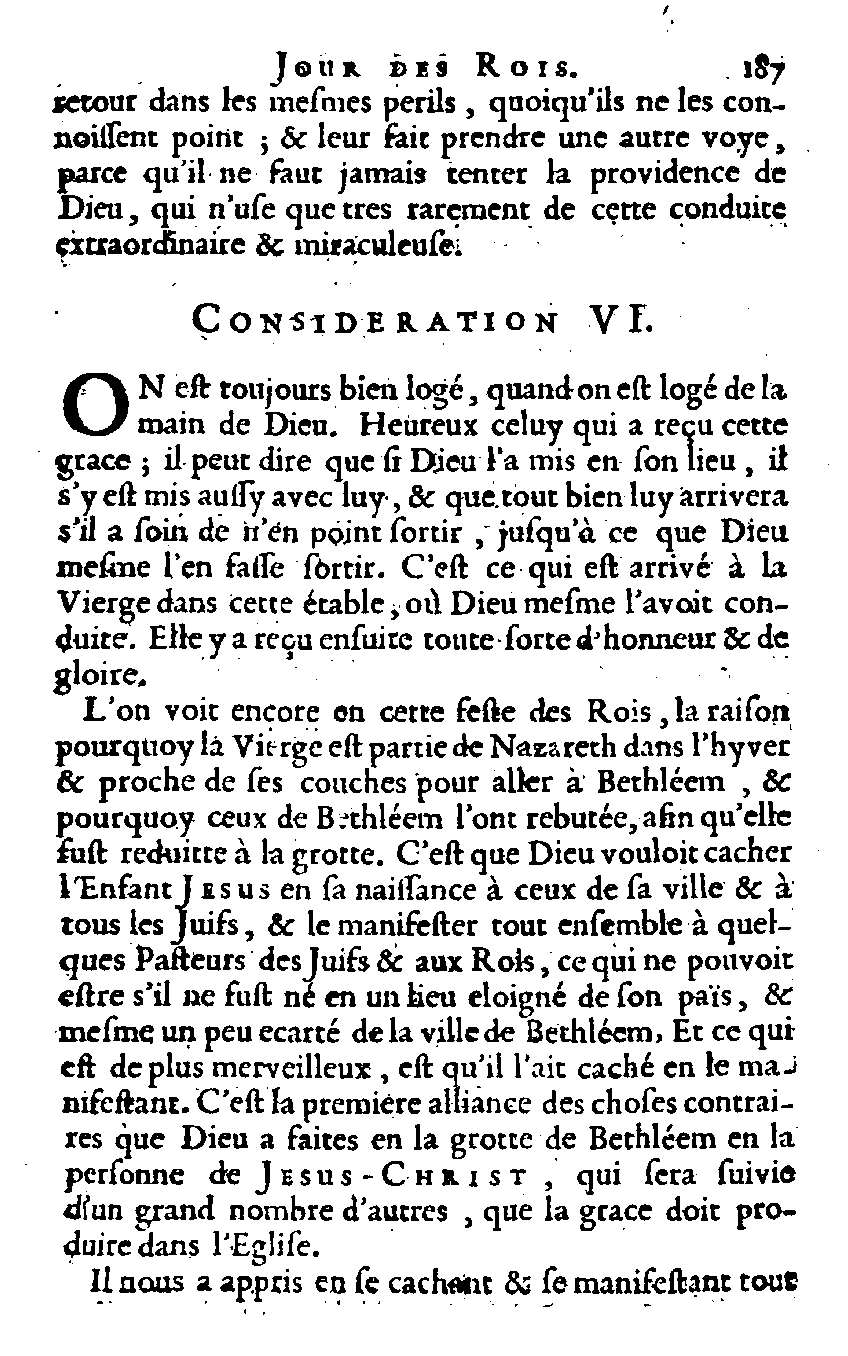 JOUR DES ROIS. 187
retour dans les meſmes perils, quoiqu'ils ne les con-
noiſſent point ; & leur fait prendre une autre voye,
parce qu'il ne faut jamais tenter la providence de
Dieu, qui n'uſe que tres rarement de cette conduite
extraordinaire & miraculeuſe.
CONSIDERATION VI.
ON eſt toujours bien logé, quand on eſt logé de la
main de Dieu. Heureux celuy qui a reçu cette
grace ; il peut dire que ſi Dieu l'a mis en ſon lieu, il
s'y eſt mis auſſy avec luy, & que tout bien luy arrivera
s'il a ſoin de n'en point ſortir, juſqu'à ce que Dieu
meſme l'en faſſe ſortir. C'eſt ce qui eſt arrivé à la
Vierge dans cette étable, où Dieu meſme l'avoit con-
duite. Elle y a reçu enſuite toute ſorte d'honneur & de
gloire.
L'on voit encore en cette feſte des Rois, la raiſon
pourquoy la Vierge eſt partie de Nazareth dans l'hyver
& proche de ſes couches pour aller à Bethléem, &
pourquoy ceux de Bethléem l'ont rebutée, afin qu'elle
fuſt reduitte à la grotte. C'eſt que Dieu vouloit cacher
l'Enfant JESUS en ſa naiſſance à ceux de ſa ville & à
tous les Juifs, & le manifeſter tout enſemble à quel-
ques Paſteurs des Juifs & aux Rois, ce qui ne pouvoit
eſtre s'il ne fuſt né en un lieu eloigné de ſon païs, &
meſme un peu ecarté de la ville de Bethléem. Et ce qui
eſt de plus merveilleux, eſt qu'il l'ait caché en le ma-
nifeſtant. C'eſt la premiere alliance des choſes contrai-
res que Dieu a faites en la grotte de Bethléem en la
perſonne de JESUS-CHRIST, qui ſera ſuivie
d'un grand nombre d'autres, que la grace doit pro-
duire dans l'Egliſe.
Il nous a appris en ſe cachant & ſe manifeſtant tout